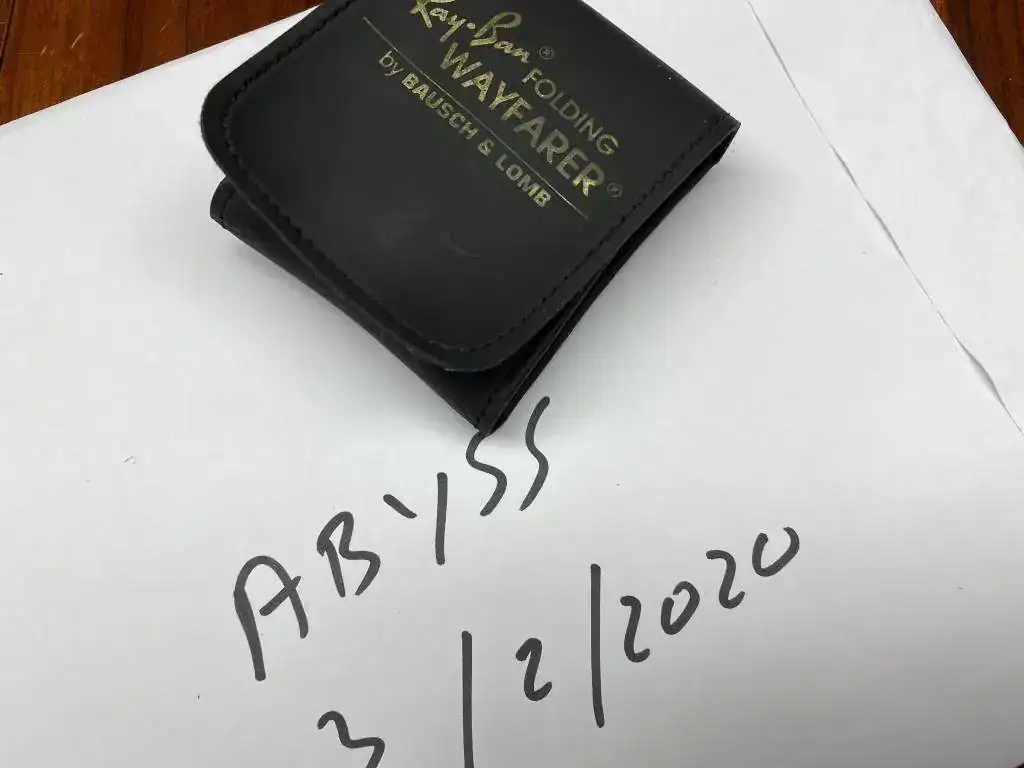 Ray-Ban® FOLDING
WAYFARER®
by BAUSCH & LOMB
ABYSS
3/2/2020